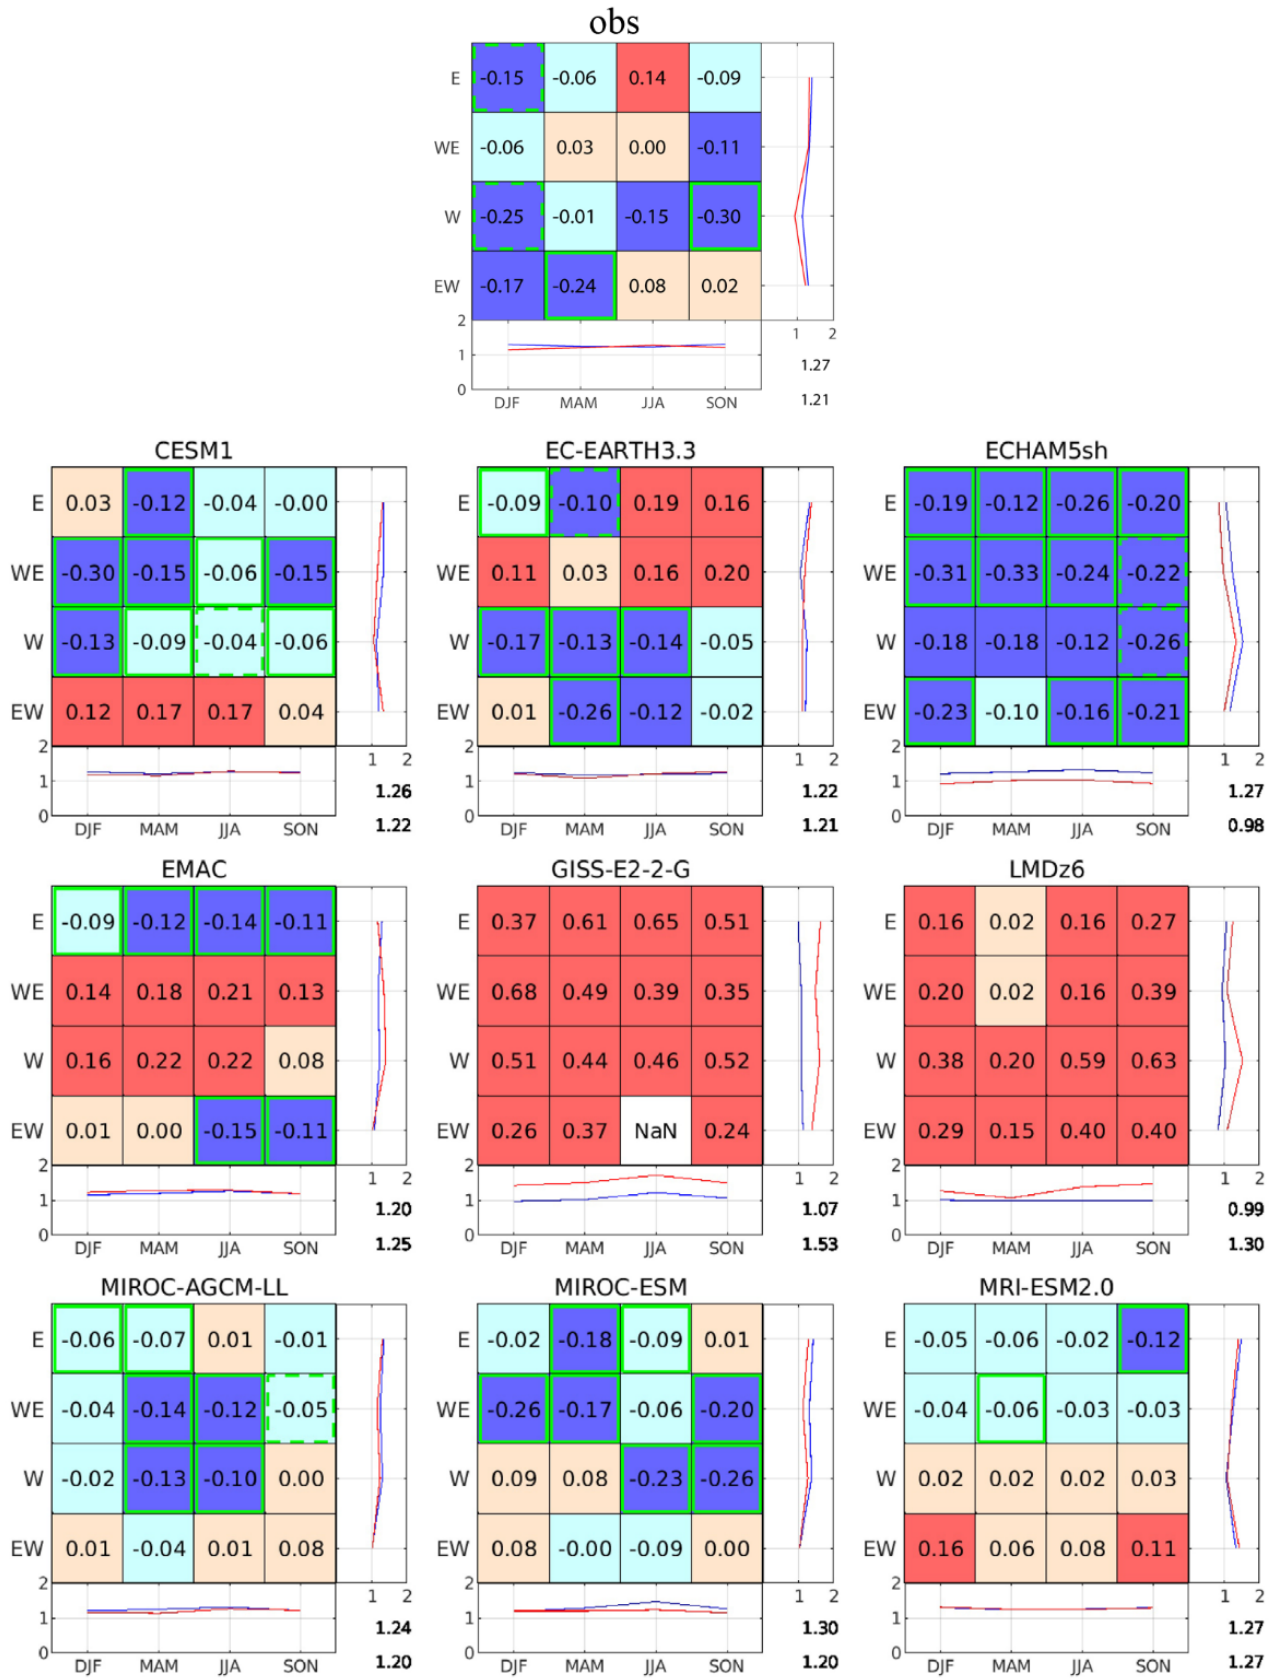 obs
E -0.15 -0.06 0.14 -0.09
WE -0.06 0.03 0.00 -0.11
W -0.25 -0.01 -0.15 -0.30
EW -0.17 -0.24 0.08 0.02
2 1 2
1 1.27
0 DJF MAM JJA SON 1.21
CESM1
E 0.03 -0.12 -0.04 -0.00
WE -0.30 -0.15 -0.06 -0.15
W -0.13 -0.09 -0.04 -0.06
EW 0.12 0.17 0.17 0.04
2 1 2
1 1.26
0 DJF MAM JJA SON 1.22
EC-EARTH3.3
E -0.09 -0.10 0.19 0.16
WE 0.11 0.03 0.16 0.20
W -0.17 -0.13 -0.14 -0.05
EW 0.01 -0.26 -0.12 -0.02
2 1 2
1 1.22
0 DJF MAM JJA SON 1.21
ECHAM5sh
E -0.19 -0.12 -0.26 -0.20
WE -0.31 -0.33 -0.24 -0.22
W -0.18 -0.18 -0.12 -0.26
EW -0.23 -0.10 -0.16 -0.21
2 1 2
1 1.27
0 DJF MAM JJA SON 0.98
EMAC
E -0.09 -0.12 -0.14 -0.11
WE 0.14 0.18 0.21 0.13
W 0.16 0.22 0.22 0.08
EW 0.01 0.00 -0.15 -0.11
2 1 2
1 1.20
0 DJF MAM JJA SON 1.25
GISS-E2-2-G
E 0.37 0.61 0.65 0.51
WE 0.68 0.49 0.39 0.35
W 0.51 0.44 0.46 0.52
EW 0.26 0.37 NaN 0.24
2 1 2
1 1.07
0 DJF MAM JJA SON 1.53
LMDz6
E 0.16 0.02 0.16 0.27
WE 0.20 0.02 0.16 0.39
W 0.38 0.20 0.59 0.63
EW 0.29 0.15 0.40 0.40
2 1 2
1 0.99
0 DJF MAM JJA SON 1.30
MIROC-AGCM-LL
E -0.06 -0.07 0.01 -0.01
WE -0.04 -0.14 -0.12 -0.05
W -0.02 -0.13 -0.10 0.00
EW 0.01 -0.04 0.01 0.08
2 1 2
1 1.24
0 DJF MAM JJA SON 1.20
MIROC-ESM
E -0.02 -0.18 -0.09 0.01
WE -0.26 -0.17 -0.06 -0.20
W 0.09 0.08 -0.23 -0.26
EW 0.08 -0.00 -0.09 0.00
2 1 2
1 1.30
0 DJF MAM JJA SON 1.20
MRI-ESM2.0
E -0.05 -0.06 -0.02 -0.12
WE -0.04 -0.06 -0.03 -0.03
W 0.02 0.02 0.02 0.03
EW 0.16 0.06 0.08 0.11
2 1 2
1 1.27
0 DJF MAM JJA SON 1.27